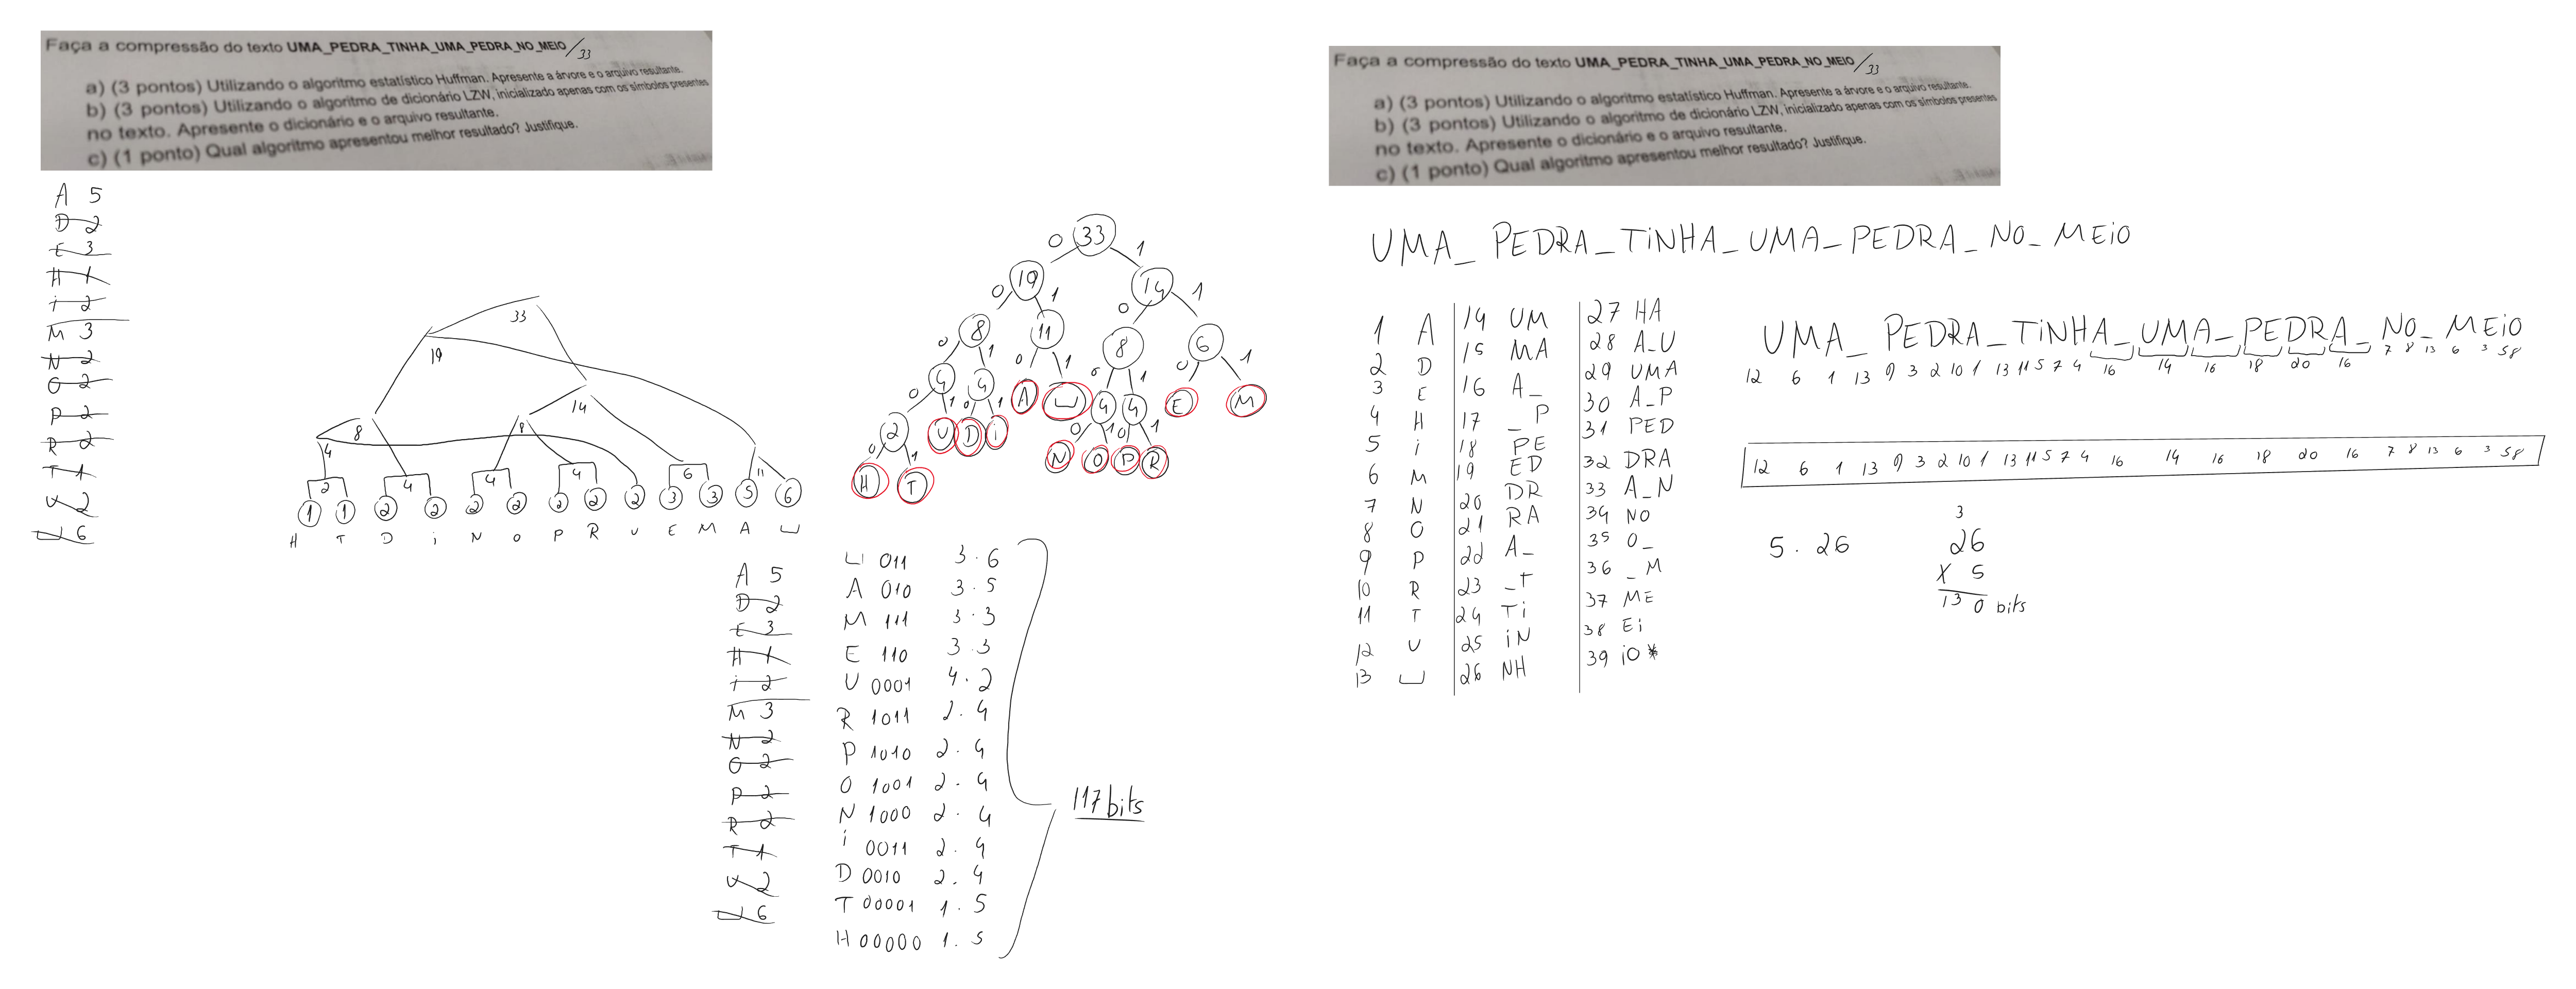 Faça a compressão do texto UMA_PEDRA_TINHA_UMA_PEDRA_NO_MEIO /33
a) (3 pontos) Utilizando o algoritmo estatístico Huffman. Apresente a árvore e o arquivo resultante.
b) (3 pontos) Utilizando o algoritmo de dicionário LZW, inicializado apenas com os símbolos presentes
no texto. Apresente o dicionário e o arquivo resultante.
c) (1 ponto) Qual algoritmo apresentou melhor resultado? Justifique.
A 5
D 2
E 3
H 1
i 2
M 3
N 2
O 2
P 2
R 2
T 1
U 2
⌴ 6
33
19
14
8 8
4
2 4 4 4 6 11
1 1 2 2 2 2 2 2 2 3 3 5 6
H T D i N O P R U E M A ⌴
33
0 1
19 14
0 1 0 1
8 11 8 6
0 1 0 1 0 1 0 1
4 4 A ⌴ 4 4 E M
0 1 0 1 0 1 0 1
2 U D i N O P R
0 1
H T
A 5
D 2
E 3
H 1
i 2
M 3
N 2
O 2
P 2
R 2
T 1
U 2
⌴ 6
⌴ 011 3.6
A 010 3.5
M 111 3.3
E 110 3.3
U 0001 4.2
R 1011 2.4
P 1010 2.4
O 1001 2.4
N 1000 2.4
i 0011 2.4
D 0010 2.4
T 00001 1.5
H 00000 1.5
117 bits
Faça a compressão do texto UMA_PEDRA_TINHA_UMA_PEDRA_NO_MEIO /33
a) (3 pontos) Utilizando o algoritmo estatístico Huffman. Apresente a árvore e o arquivo resultante.
b) (3 pontos) Utilizando o algoritmo de dicionário LZW, inicializado apenas com os símbolos presentes
no texto. Apresente o dicionário e o arquivo resultante.
c) (1 ponto) Qual algoritmo apresentou melhor resultado? Justifique.
UMA_ PEDRA_TiNHA_UMA_PEDRA_NO_MEiO
1 A
2 D
3 E
4 H
5 i
6 M
7 N
8 O
9 P
10 R
11 T
12 U
13 ⌴
14 UM
15 MA
16 A_
17 _P
18 PE
19 ED
20 DR
21 RA
22 A_
23 _T
24 Ti
25 iN
26 NH
27 HA
28 A_U
29 UMA
30 A_P
31 PED
32 DRA
33 A_N
34 NO
35 O_
36 _M
37 ME
38 Ei
39 iO*
UMA_ PEDRA_TiNHA_UMA_PEDRA_NO_MEiO
12 6 1 13 9 3 2 10 1 13 11 5 7 4 16 14 16 18 20 16 7 8 13 6 3 58
12 6 1 13 9 3 2 10 1 13 11 5 7 4 16 14 16 18 20 16 7 8 13 6 3 58
5.26
3
26
X 5
130 bits